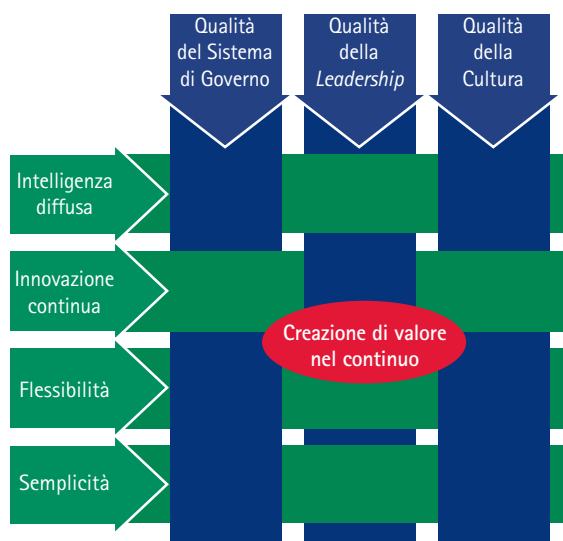 Qualità
del Sistema
di Governo
Qualità
della
Leadership
Qualità
della
Cultura
Intelligenza
diffusa
Innovazione
continua
Creazione di valore
nel continuo
Flessibilità
Semplicità